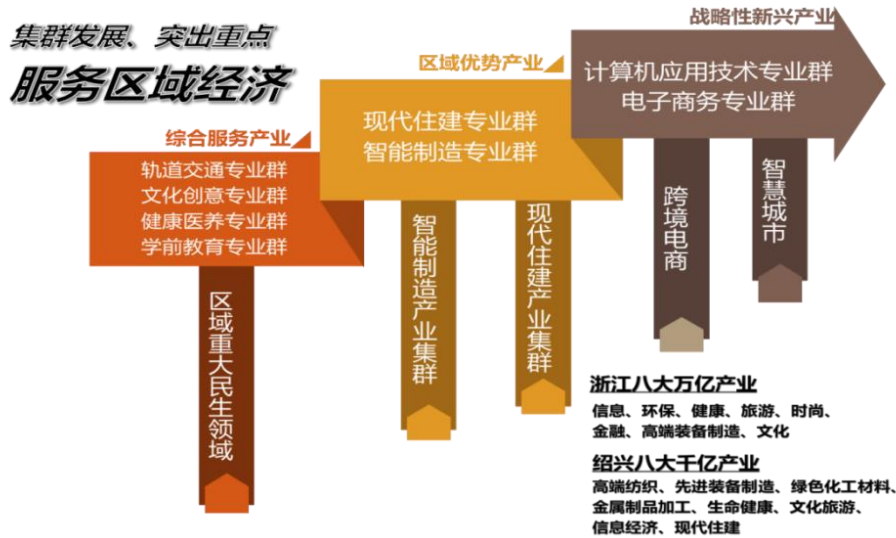 集群发展、突出重点
服务区域经济
综合服务产业
轨道交通专业群
文化创意专业群
健康医养专业群
学前教育专业群
区域重大民生领域
区域优势产业
现代住建专业群
智能制造专业群
智能制造产业集群
现代住建产业集群
战略性新兴产业
计算机应用技术专业群
电子商务专业群
跨境电商
智慧城市
浙江八大万亿产业
信息、环保、健康、旅游、时尚、
金融、高端装备制造、文化
绍兴八大千亿产业
高端纺织、先进装备制造、绿色化工材料、
金属制品加工、生命健康、文化旅游、
信息经济、现代住建